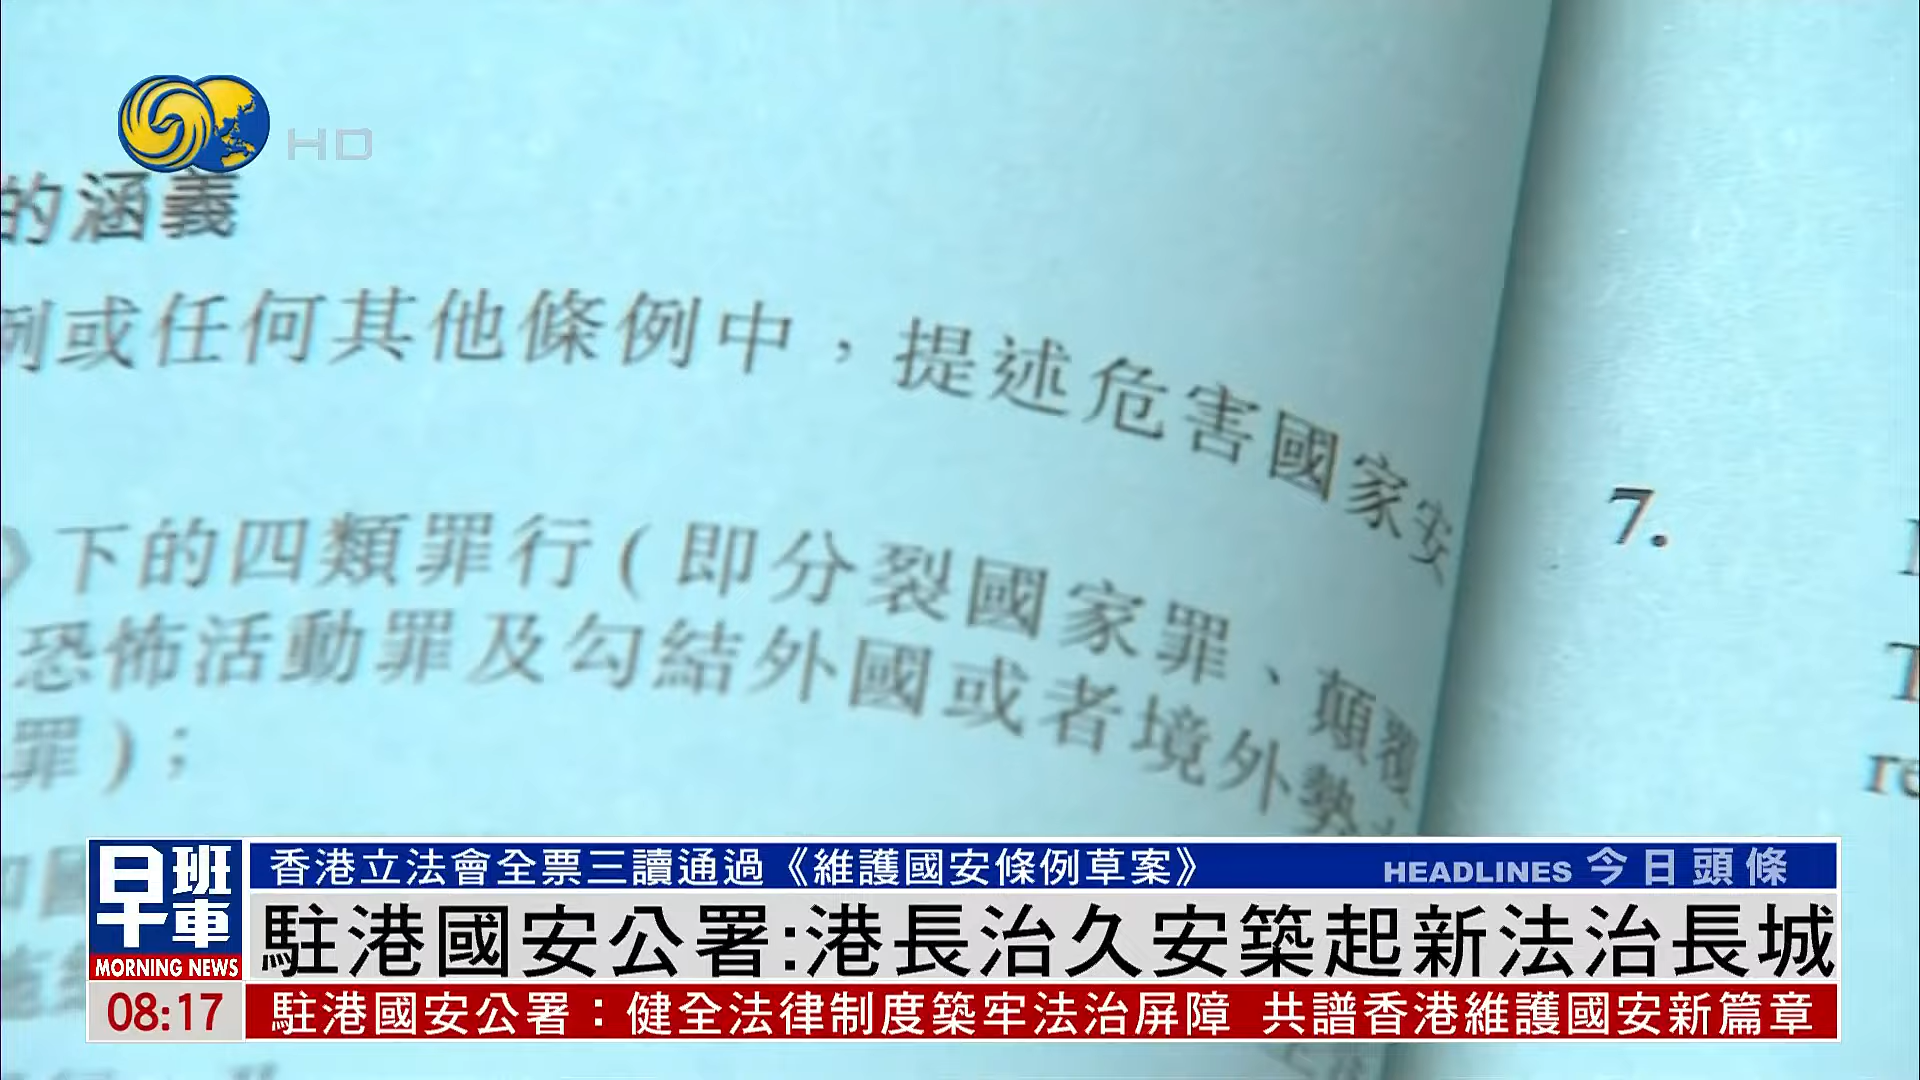 HD
的涵義
例或任何其他條例中，提述危害國家安
7.
》下的四類罪行(即分裂國家罪、顛覆
恐怖活動罪及勾結外國或者境外勢
罪)；
re
早班車
MORNING NEWS
08:17
香港立法會全票三讀通過《維護國安條例草案》
HEADLINES 今日頭條
駐港國安公署:港長治久安築起新法治長城
駐港國安公署：健全法律制度築牢法治屏障 共譜香港維護國安新篇章